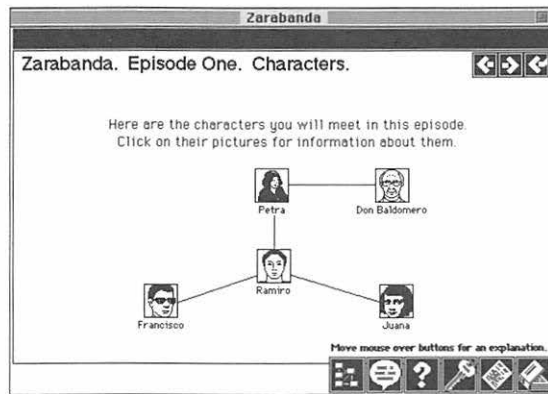 Zarabanda
Zarabanda. Episode One. Characters.
Here are the characters you will meet in this episode.
Click on their pictures for information about them.
Petra
Don Baldomero
Ramiro
Francisco
Juana
Move mouse over buttons for an explanation.
?